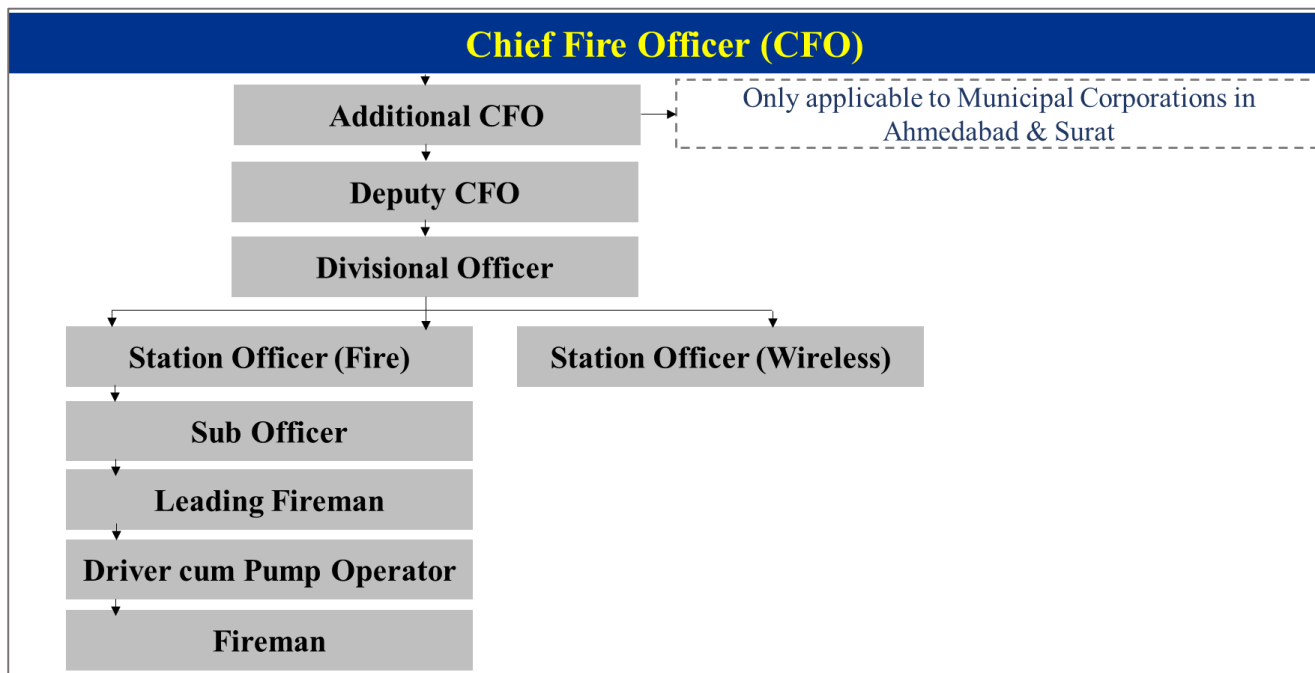 Chief Fire Officer (CFO)
Additional CFO
Only applicable to Municipal Corporations in
Ahmedabad & Surat
Deputy CFO
Divisional Officer
Station Officer (Fire)
Station Officer (Wireless)
Sub Officer
Leading Fireman
Driver cum Pump Operator
Fireman